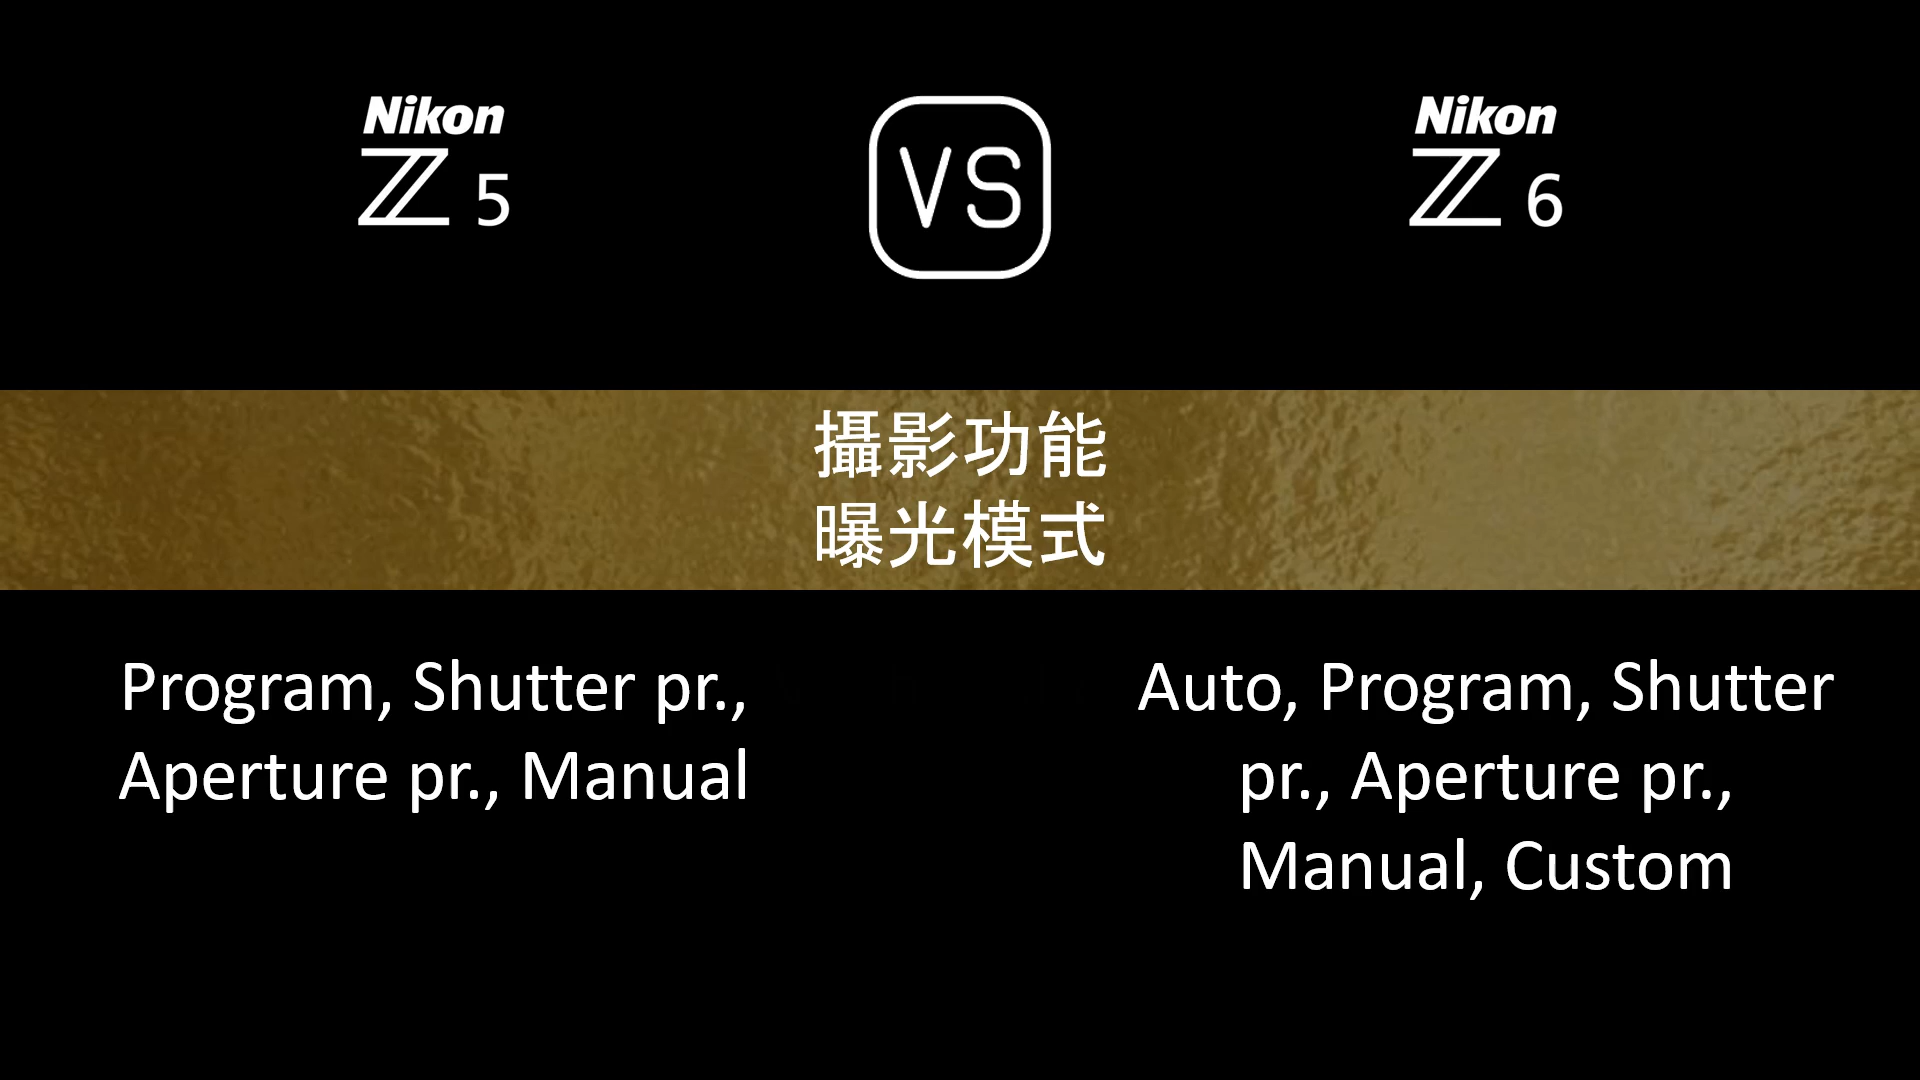 Nikon
Z 5
VS
Nikon
Z 6
攝影功能
曝光模式
Program, Shutter pr.,
Aperture pr., Manual
Auto, Program, Shutter
pr., Aperture pr.,
Manual, Custom